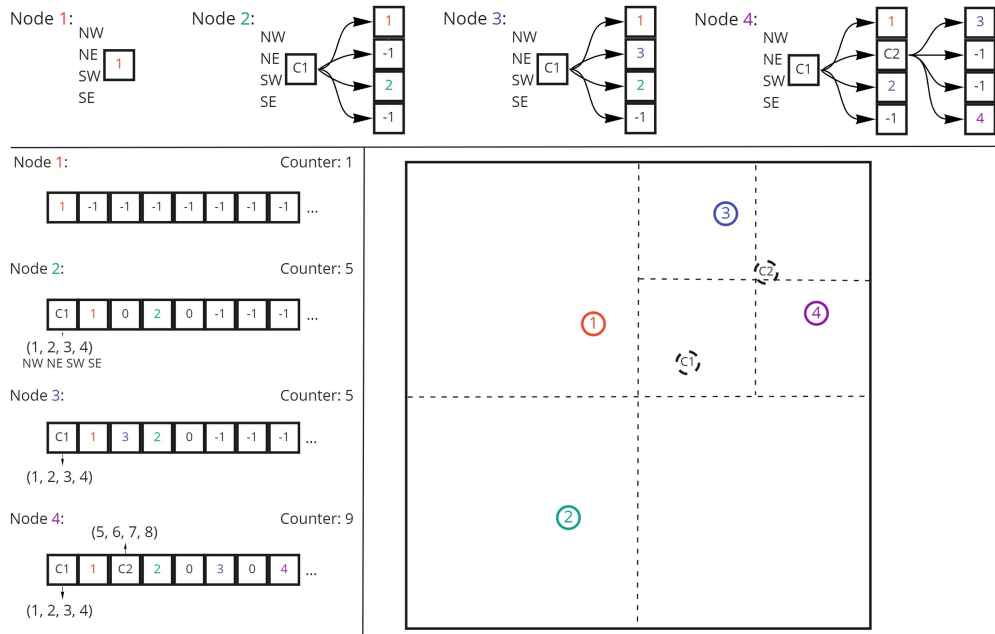 Node 1:
NW
NE
SW
SE
1
Node 2:
NW
NE
SW
SE
C1
1
-1
2
-1
Node 3:
NW
NE
SW
SE
C1
1
3
2
-1
Node 4:
NW
NE
SW
SE
C1
1
C2
2
-1
3
-1
-1
4
Node 1: Counter: 1
1 -1 -1 -1 -1 -1 -1 -1 ...
Node 2: Counter: 5
C1 1 0 2 0 -1 -1 -1 ...
(1, 2, 3, 4)
NW NE SW SE
Node 3: Counter: 5
C1 1 3 2 0 -1 -1 -1 ...
(1, 2, 3, 4)
Node 4: Counter: 9
(5, 6, 7, 8)
C1 1 C2 2 0 3 0 4 ...
(1, 2, 3, 4)
3
C2
4
1
C1
2